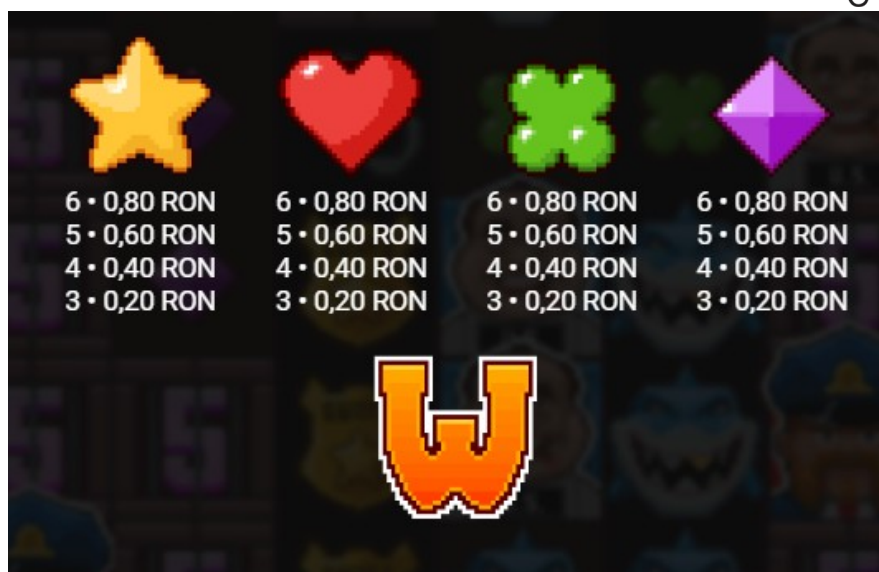 6 • 0,80 RON 6 • 0,80 RON 6 • 0,80 RON 6 • 0,80 RON
5 • 0,60 RON 5 • 0,60 RON 5 • 0,60 RON 5 • 0,60 RON
4 • 0,40 RON 4 • 0,40 RON 4 • 0,40 RON 4 • 0,40 RON
3 • 0,20 RON 3 • 0,20 RON 3 • 0,20 RON 3 • 0,20 RON
W